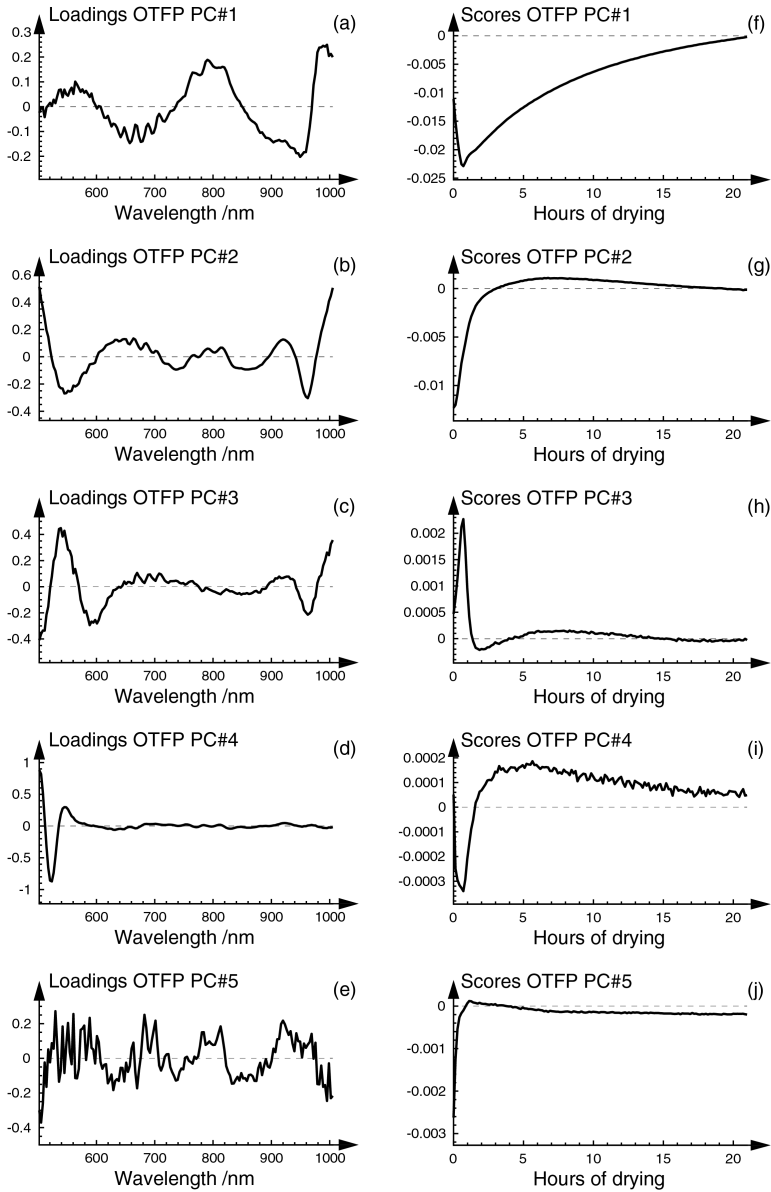 Loadings OTFP PC#1 (a)
0.3
0.2
0.1
0
-0.1
-0.2
600 700 800 900 1000
Wavelength /nm
Scores OTFP PC#1 (f)
0
-0.005
-0.01
-0.015
-0.02
-0.025
0 5 10 15 20
Hours of drying
Loadings OTFP PC#2 (b)
0.6
0.4
0.2
0
-0.2
-0.4
600 700 800 900 1000
Wavelength /nm
Scores OTFP PC#2 (g)
0
-0.005
-0.01
0 5 10 15 20
Hours of drying
Loadings OTFP PC#3 (c)
0.4
0.2
0
-0.2
-0.4
600 700 800 900 1000
Wavelength /nm
Scores OTFP PC#3 (h)
0.002
0.0015
0.001
0.0005
0
0 5 10 15 20
Hours of drying
Loadings OTFP PC#4 (d)
1
0.5
0
-0.5
-1
600 700 800 900 1000
Wavelength /nm
Scores OTFP PC#4 (i)
0.0002
0.0001
0
-0.0001
-0.0002
-0.0003
0 5 10 15 20
Hours of drying
Loadings OTFP PC#5 (e)
0.2
0
-0.2
-0.4
600 700 800 900 1000
Wavelength /nm
Scores OTFP PC#5 (j)
0
-0.001
-0.002
-0.003
0 5 10 15 20
Hours of drying